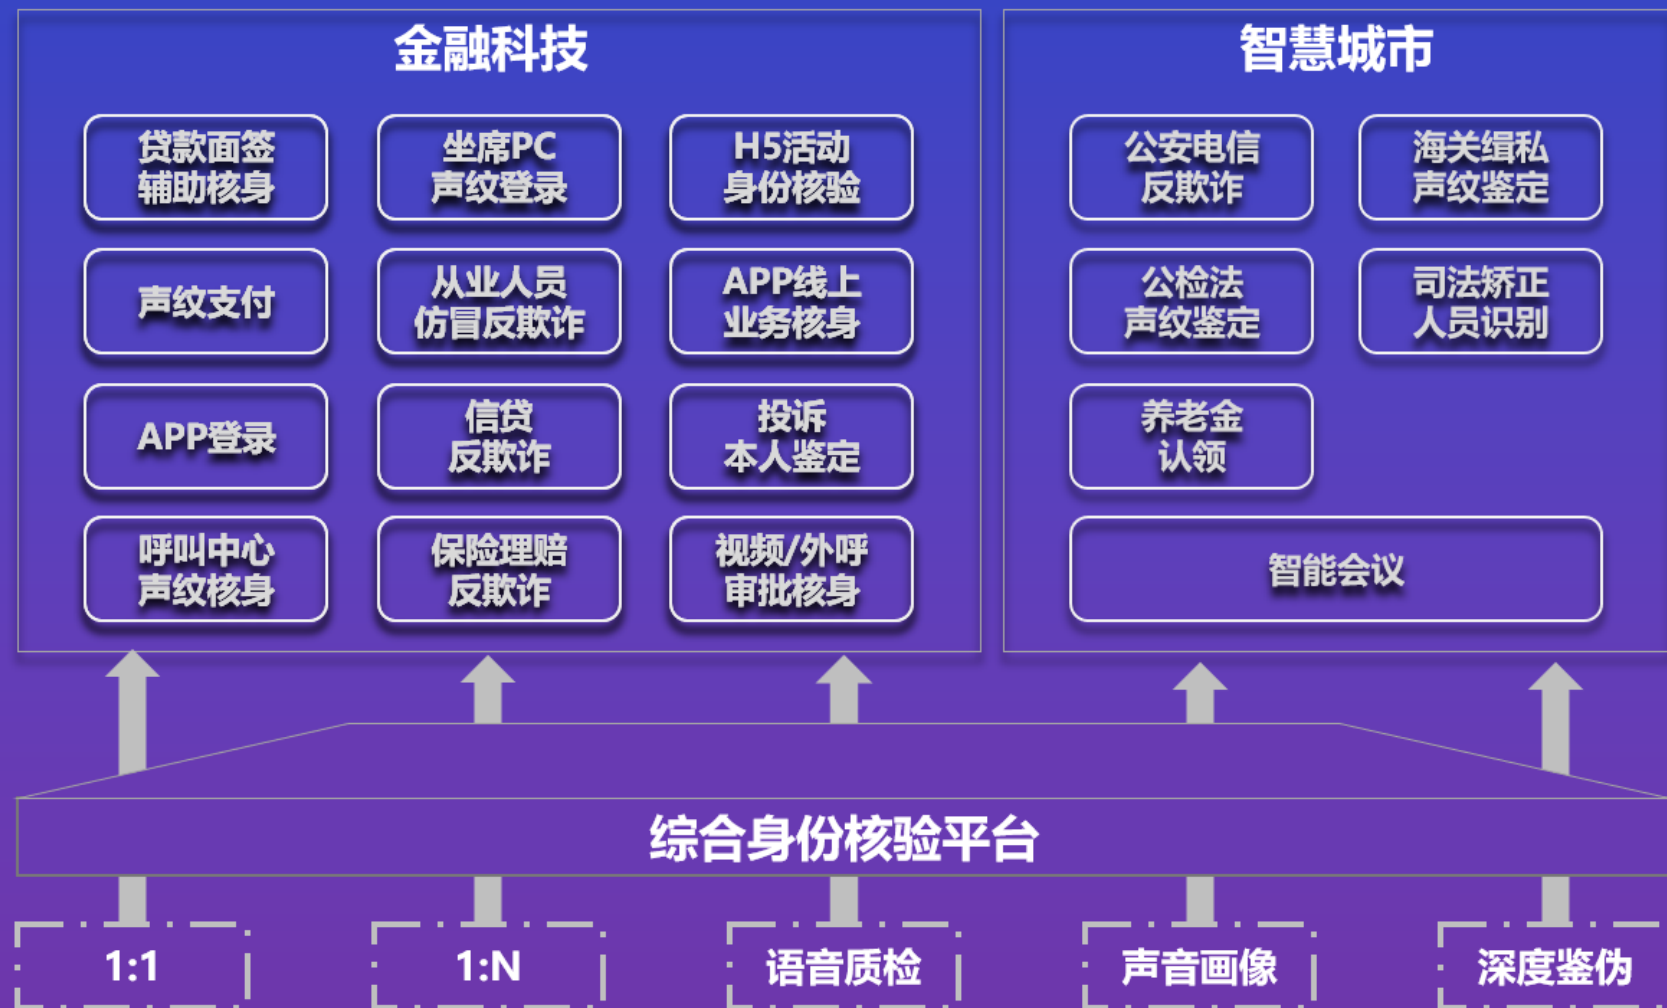 金融科技
贷款面签
辅助核身
坐席PC
声纹登录
H5活动
身份核验
声纹支付
从业人员
仿冒反欺诈
APP线上
业务核身
APP登录
信贷
反欺诈
投诉
本人鉴定
呼叫中心
声纹核身
保险理赔
反欺诈
视频/外呼
审批核身
智慧城市
公安电信
反欺诈
海关缉私
声纹鉴定
公检法
声纹鉴定
司法矫正
人员识别
养老金
认领
智能会议
综合身份核验平台
1:1
1:N
语音质检
声音画像
深度鉴伪